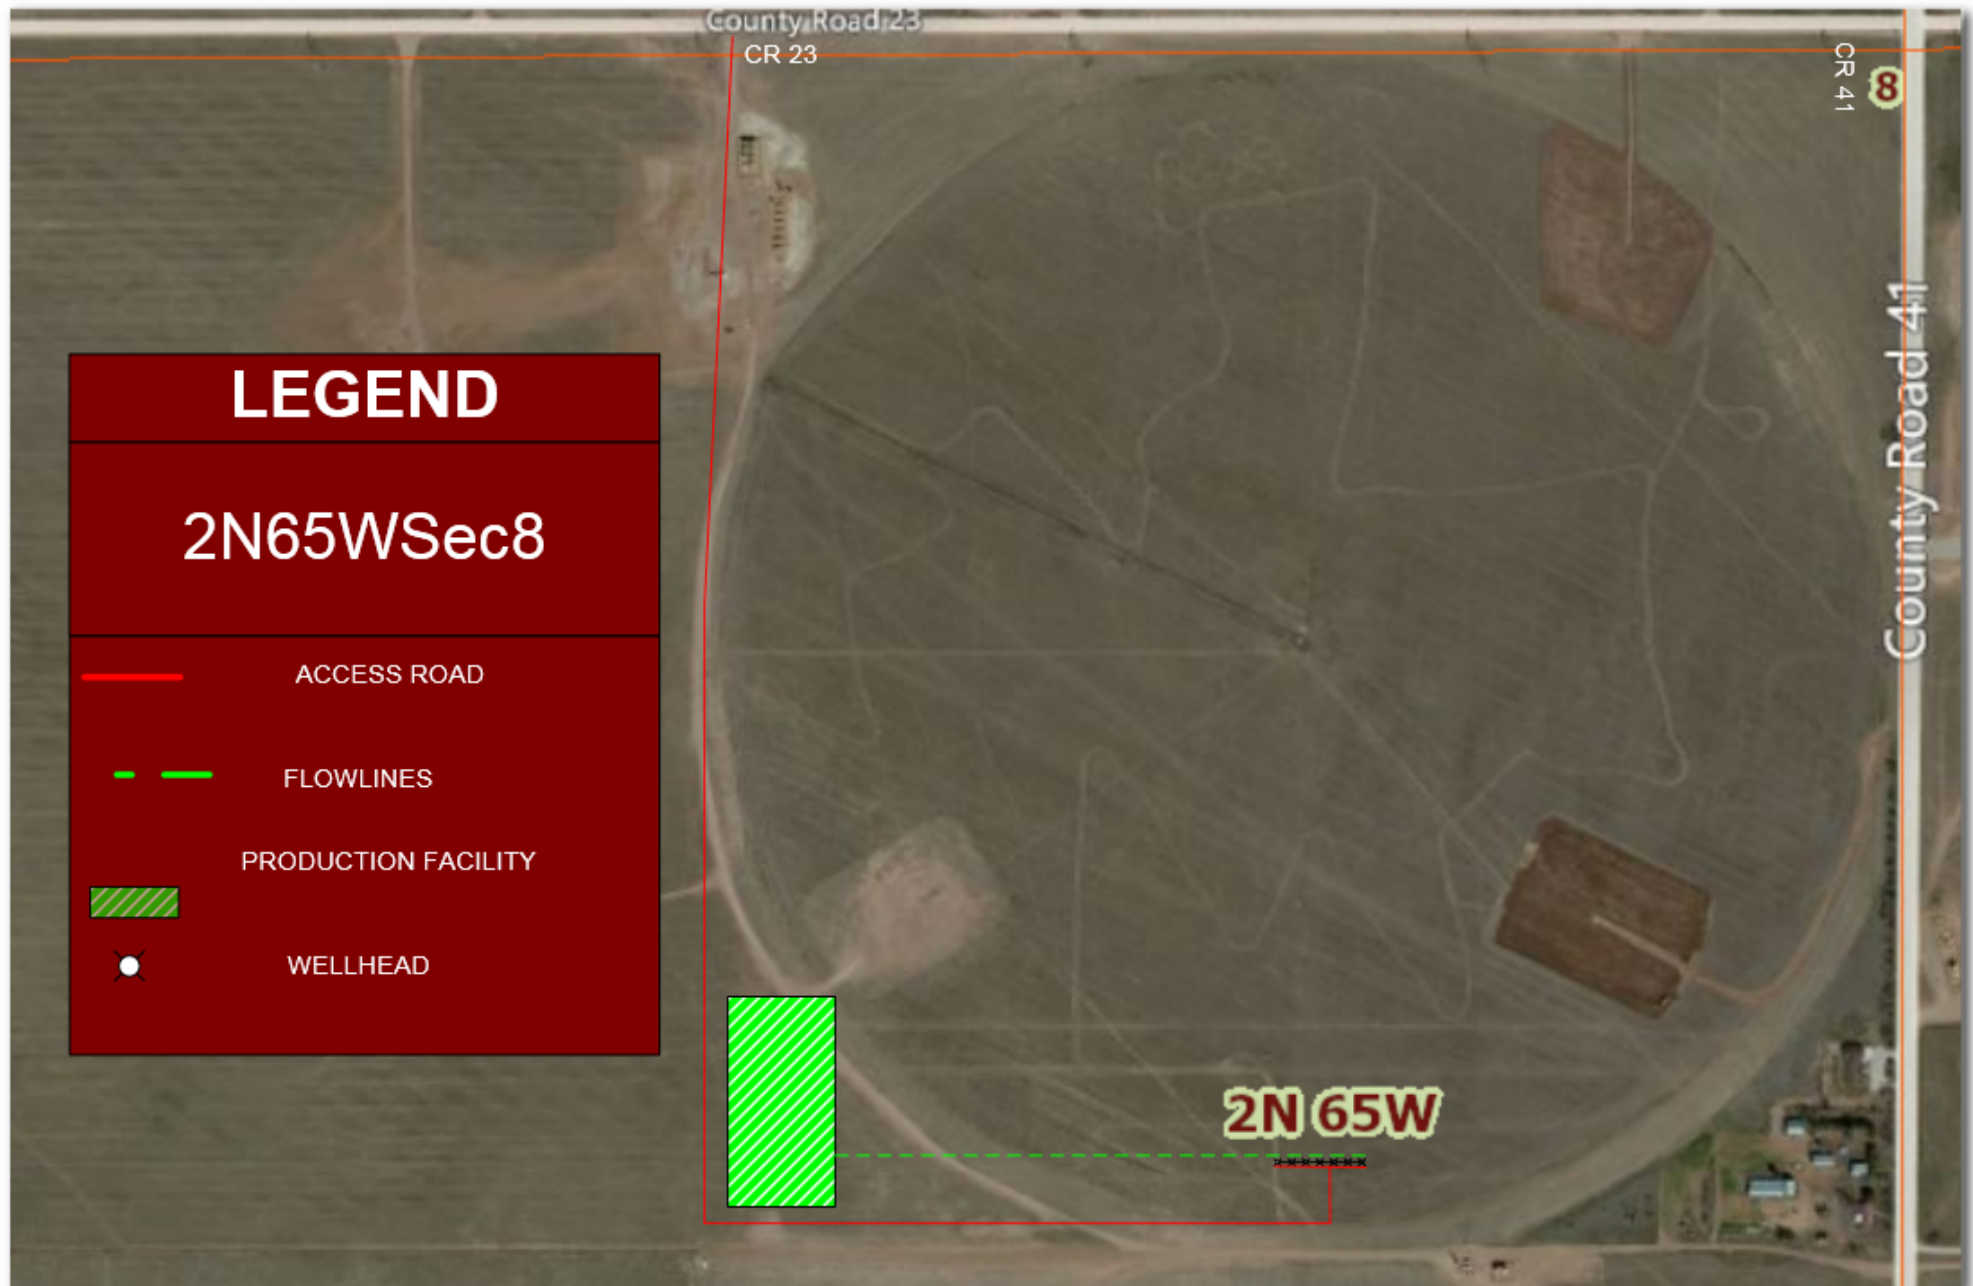 County Road 23
CR 23
CR 41
8
County Road 41
LEGEND
2N65WSec8
ACCESS ROAD
FLOWLINES
PRODUCTION FACILITY
WELLHEAD
2N 65W